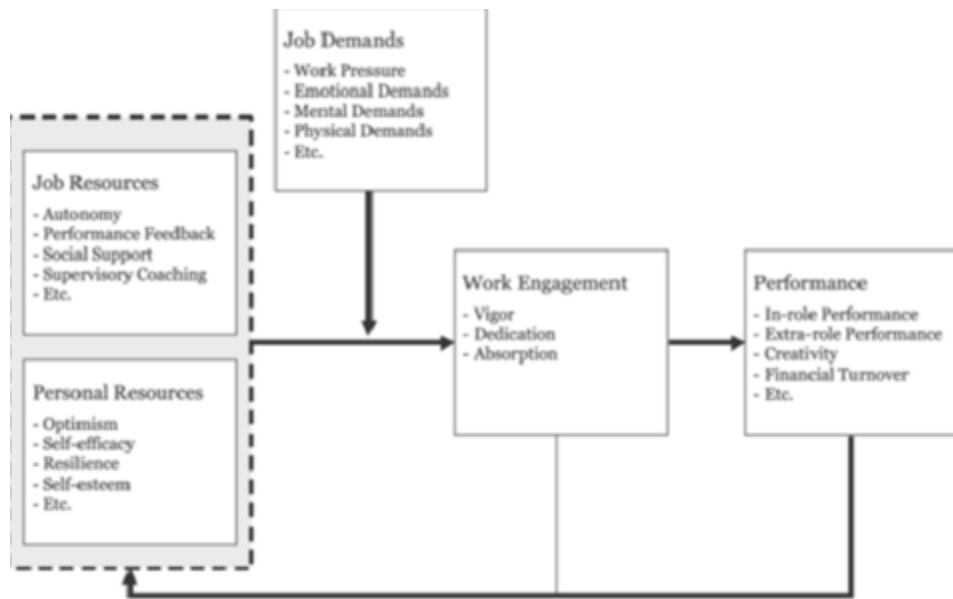 Job Demands
- Work Pressure
- Emotional Demands
- Mental Demands
- Physical Demands
- Etc.
Job Resources
- Autonomy
- Performance Feedback
- Social Support
- Supervisory Coaching
- Etc.
Personal Resources
- Optimism
- Self-efficacy
- Resilience
- Self-esteem
- Etc.
Work Engagement
- Vigor
- Dedication
- Absorption
Performance
- In-role Performance
- Extra-role Performance
- Creativity
- Financial Turnover
- Etc.